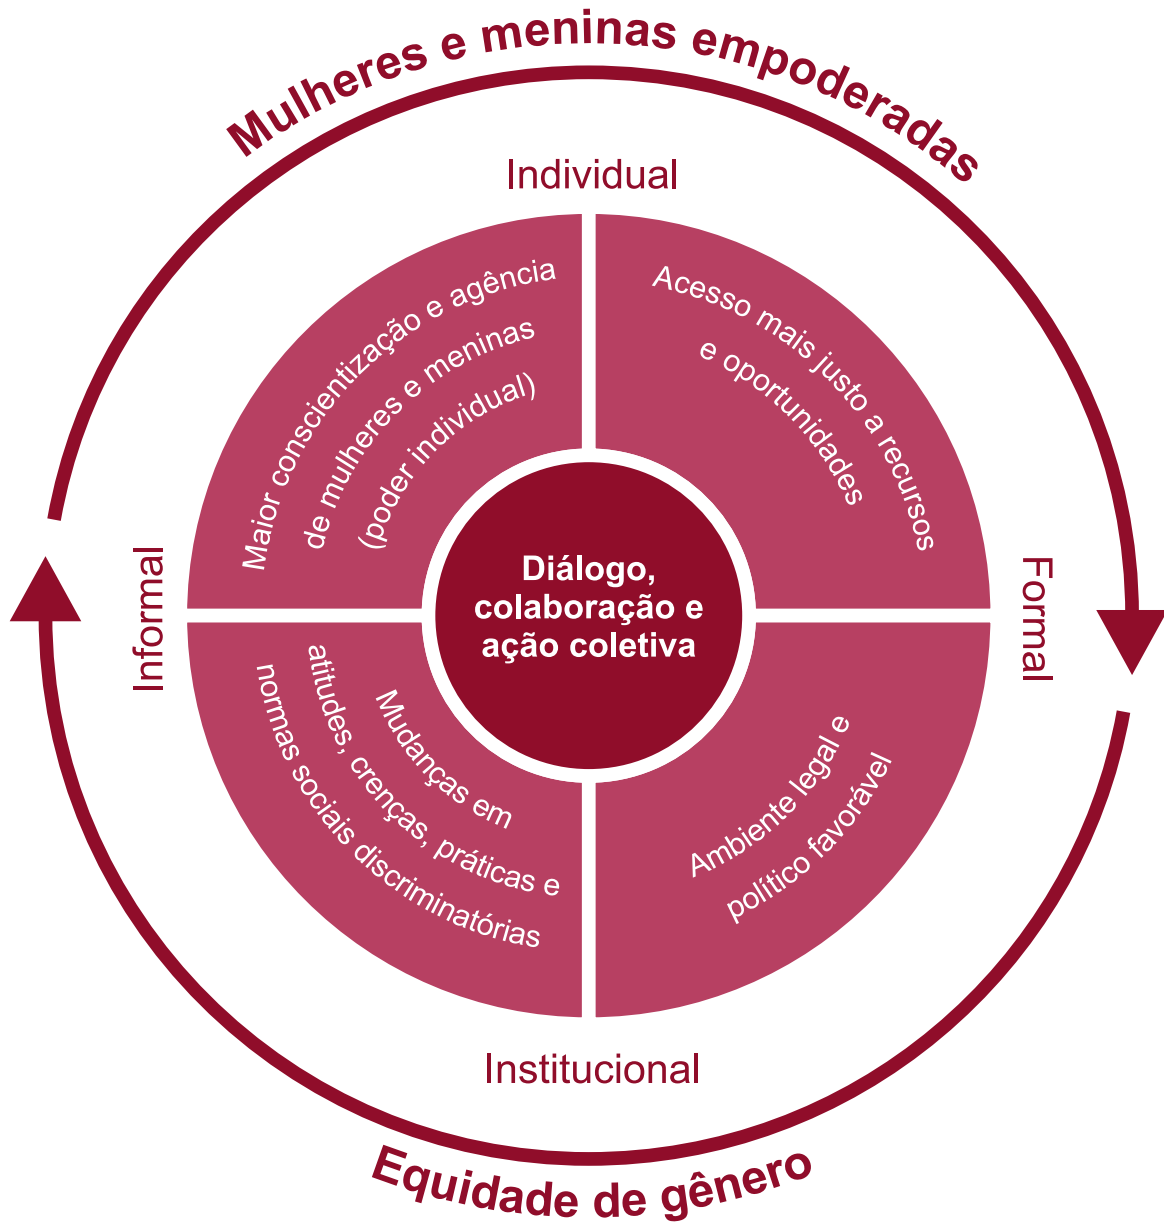 Mulheres e meninas empoderadas
Individual
Maior conscientização e agência
de mulheres e meninas
(poder individual)
Acesso mais justo a recursos
e oportunidades
Informal
Diálogo,
colaboração e
ação coletiva
Formal
Mudanças em
atitudes, crenças, práticas e
normas sociais discriminatórias
Ambiente legal e
político favorável
Institucional
Equidade de gênero